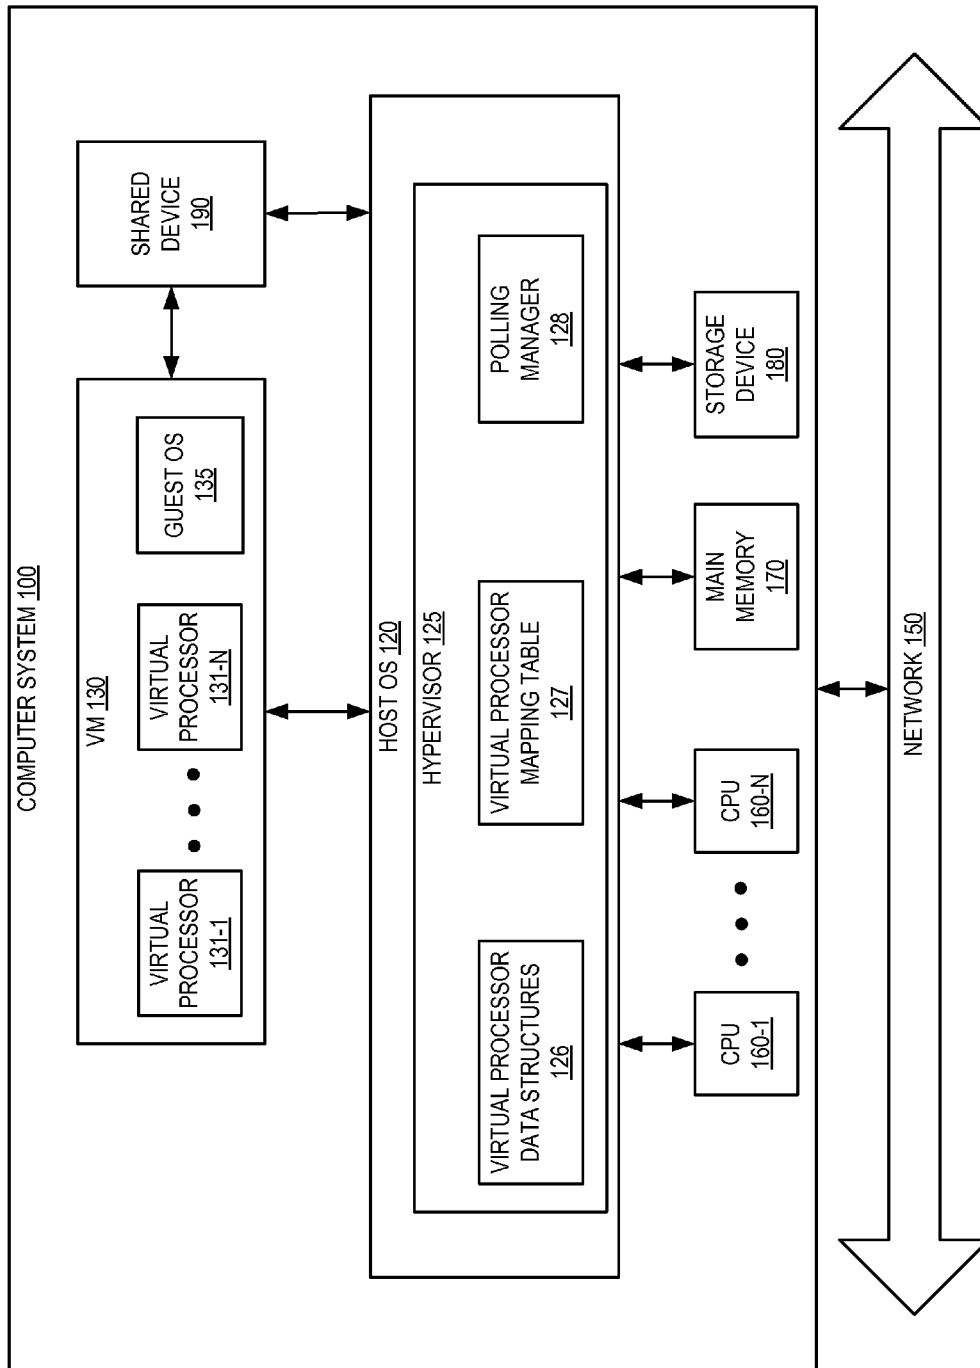 COMPUTER SYSTEM 100
VM 130
VIRTUAL
PROCESSOR
131-1
VIRTUAL
PROCESSOR
131-N
GUEST OS
135
SHARED
DEVICE
190
HOST OS 120
HYPERVISOR 125
VIRTUAL PROCESSOR
DATA STRUCTURES
126
VIRTUAL PROCESSOR
MAPPING TABLE
127
POLLING
MANAGER
128
CPU
160-1
CPU
160-N
MAIN
MEMORY
170
STORAGE
DEVICE
180
NETWORK 150